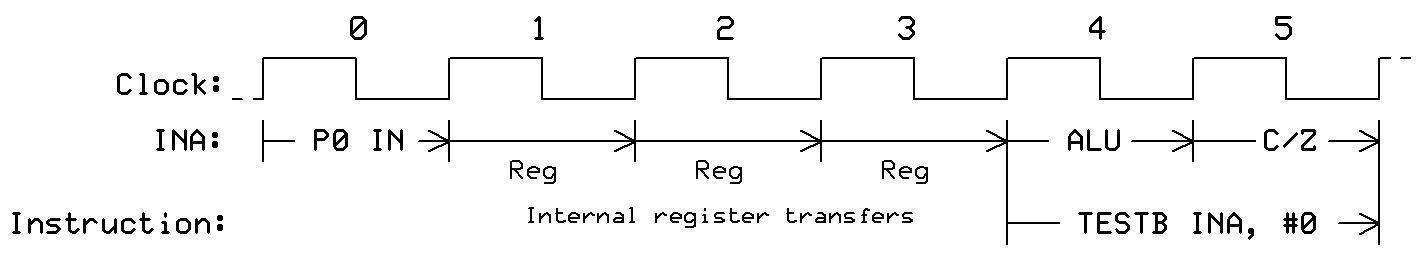 0 1 2 3 4 5
Clock:
INA: P0 IN ALU C/Z
Reg Reg Reg
Internal register transfers
Instruction: TESTB INA, #0